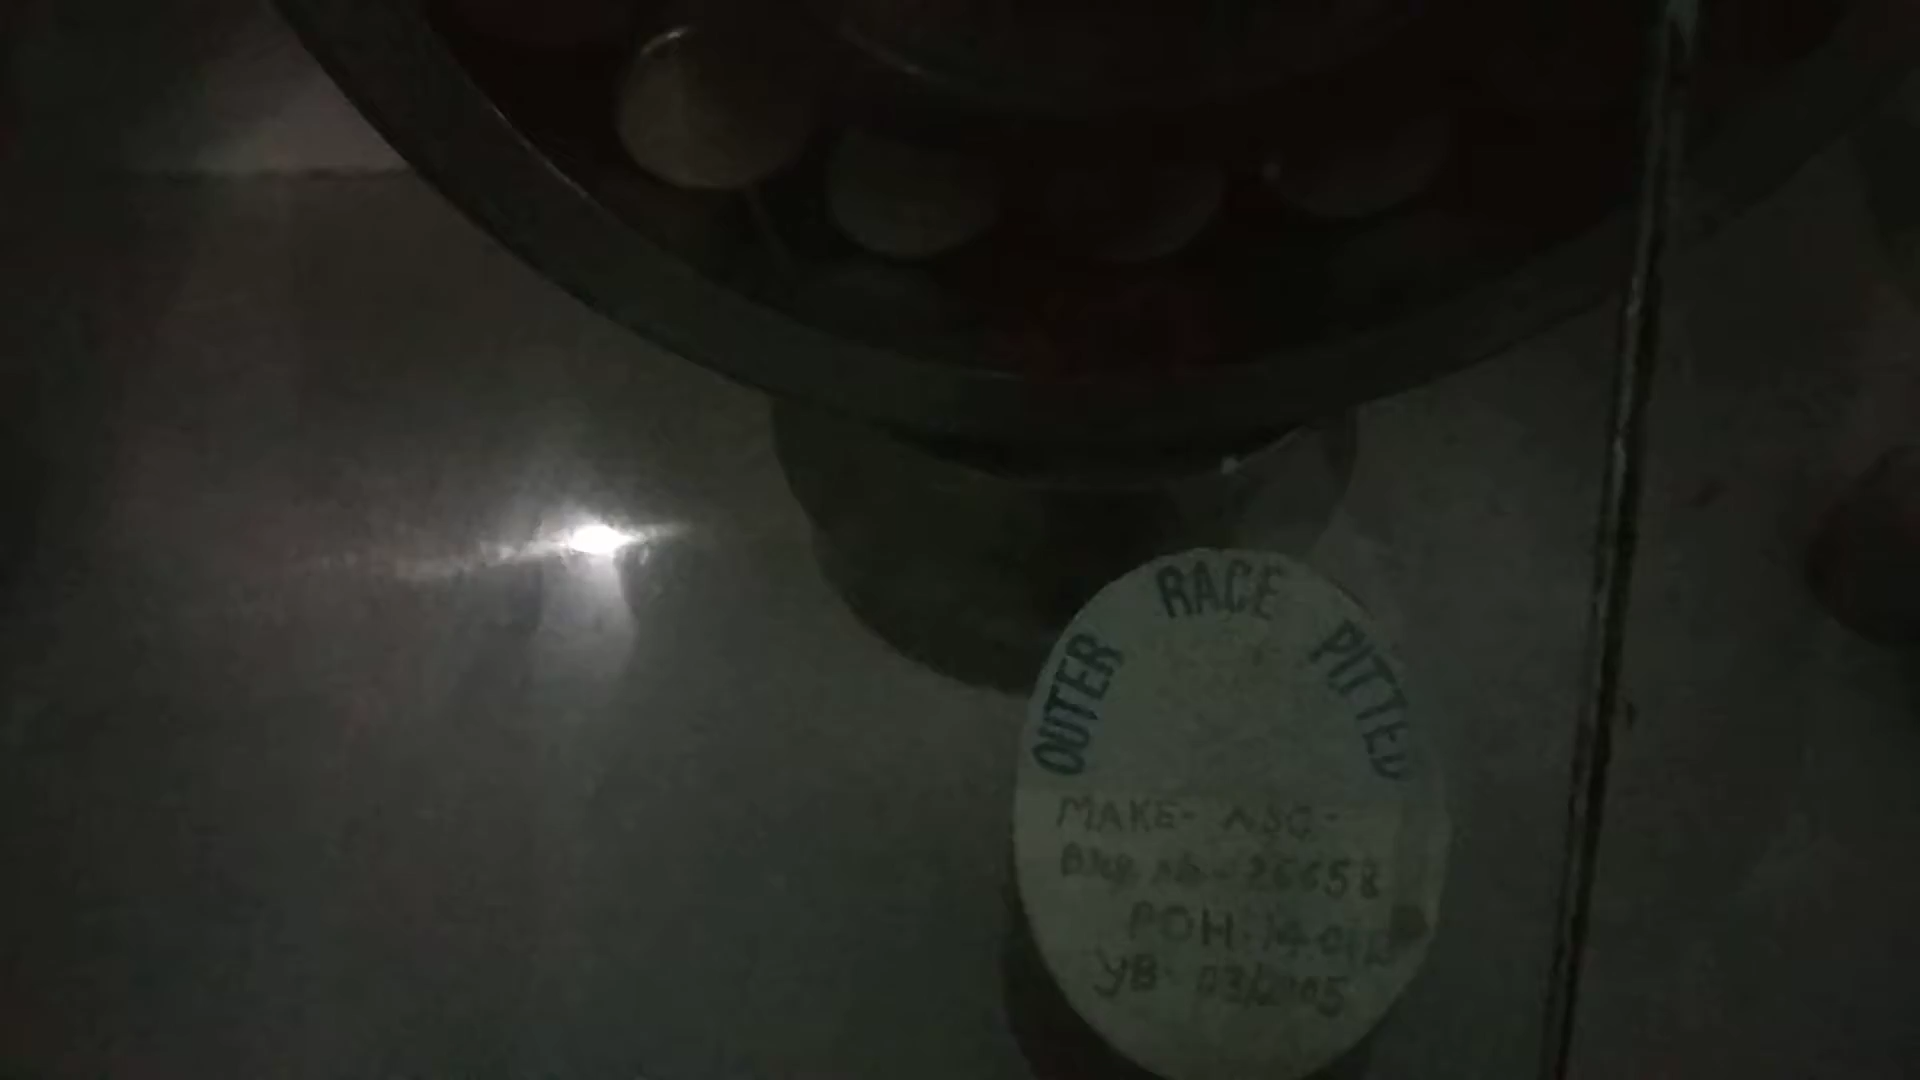 OUTER RACE PITTED
MAKE- ASC-
BRg No-26658
POH-14-01
YB- 03/2005